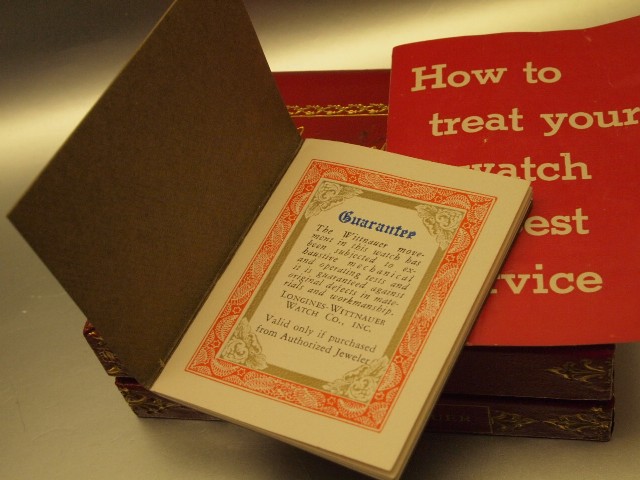 How to
treat your
watch
est
rvice
Guarantee
The Wittnauer move-
ment in this watch has
been subjected to ex-
haustive mechanical
and operating tests and
it is guaranteed against
original defects in mate-
rials and workmanship.
LONGINES-WITTNAUER
WATCH CO., INC.
Valid only if purchased
from Authorized Jeweler.